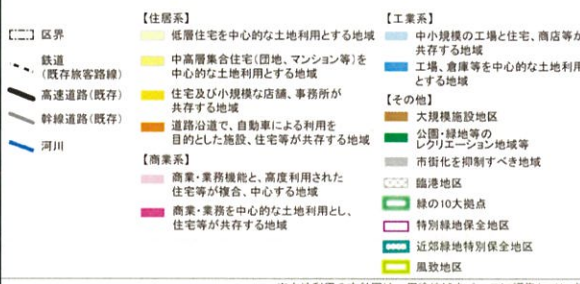 区界
鉄道
(既存旅客路線)
高速道路(既存)
幹線道路(既存)
河川
【住居系】
低層住宅を中心的な土地利用とする地域
中高層集合住宅(団地、マンション等)を
中心的な土地利用とする地域
住宅及び小規模な店舗、事務所が
共存する地域
道路沿道で、自動車による利用を
目的とした施設、住宅等が共存する地域
【商業系】
商業・業務機能と、高度利用された
住宅等が複合、中心する地域
商業・業務を中心的な土地利用とし、
住宅等が共存する地域
【工業系】
中小規模の工場と住宅、商店等が
共存する地域
工場、倉庫等を中心的な土地利用
とする地域
【その他】
大規模施設地区
公園・緑地等の
レクリエーション地域等
市街化を抑制すべき地域
臨港地区
緑の10大拠点
特別緑地保全地区
近郊緑地特別保全地区
風致地区